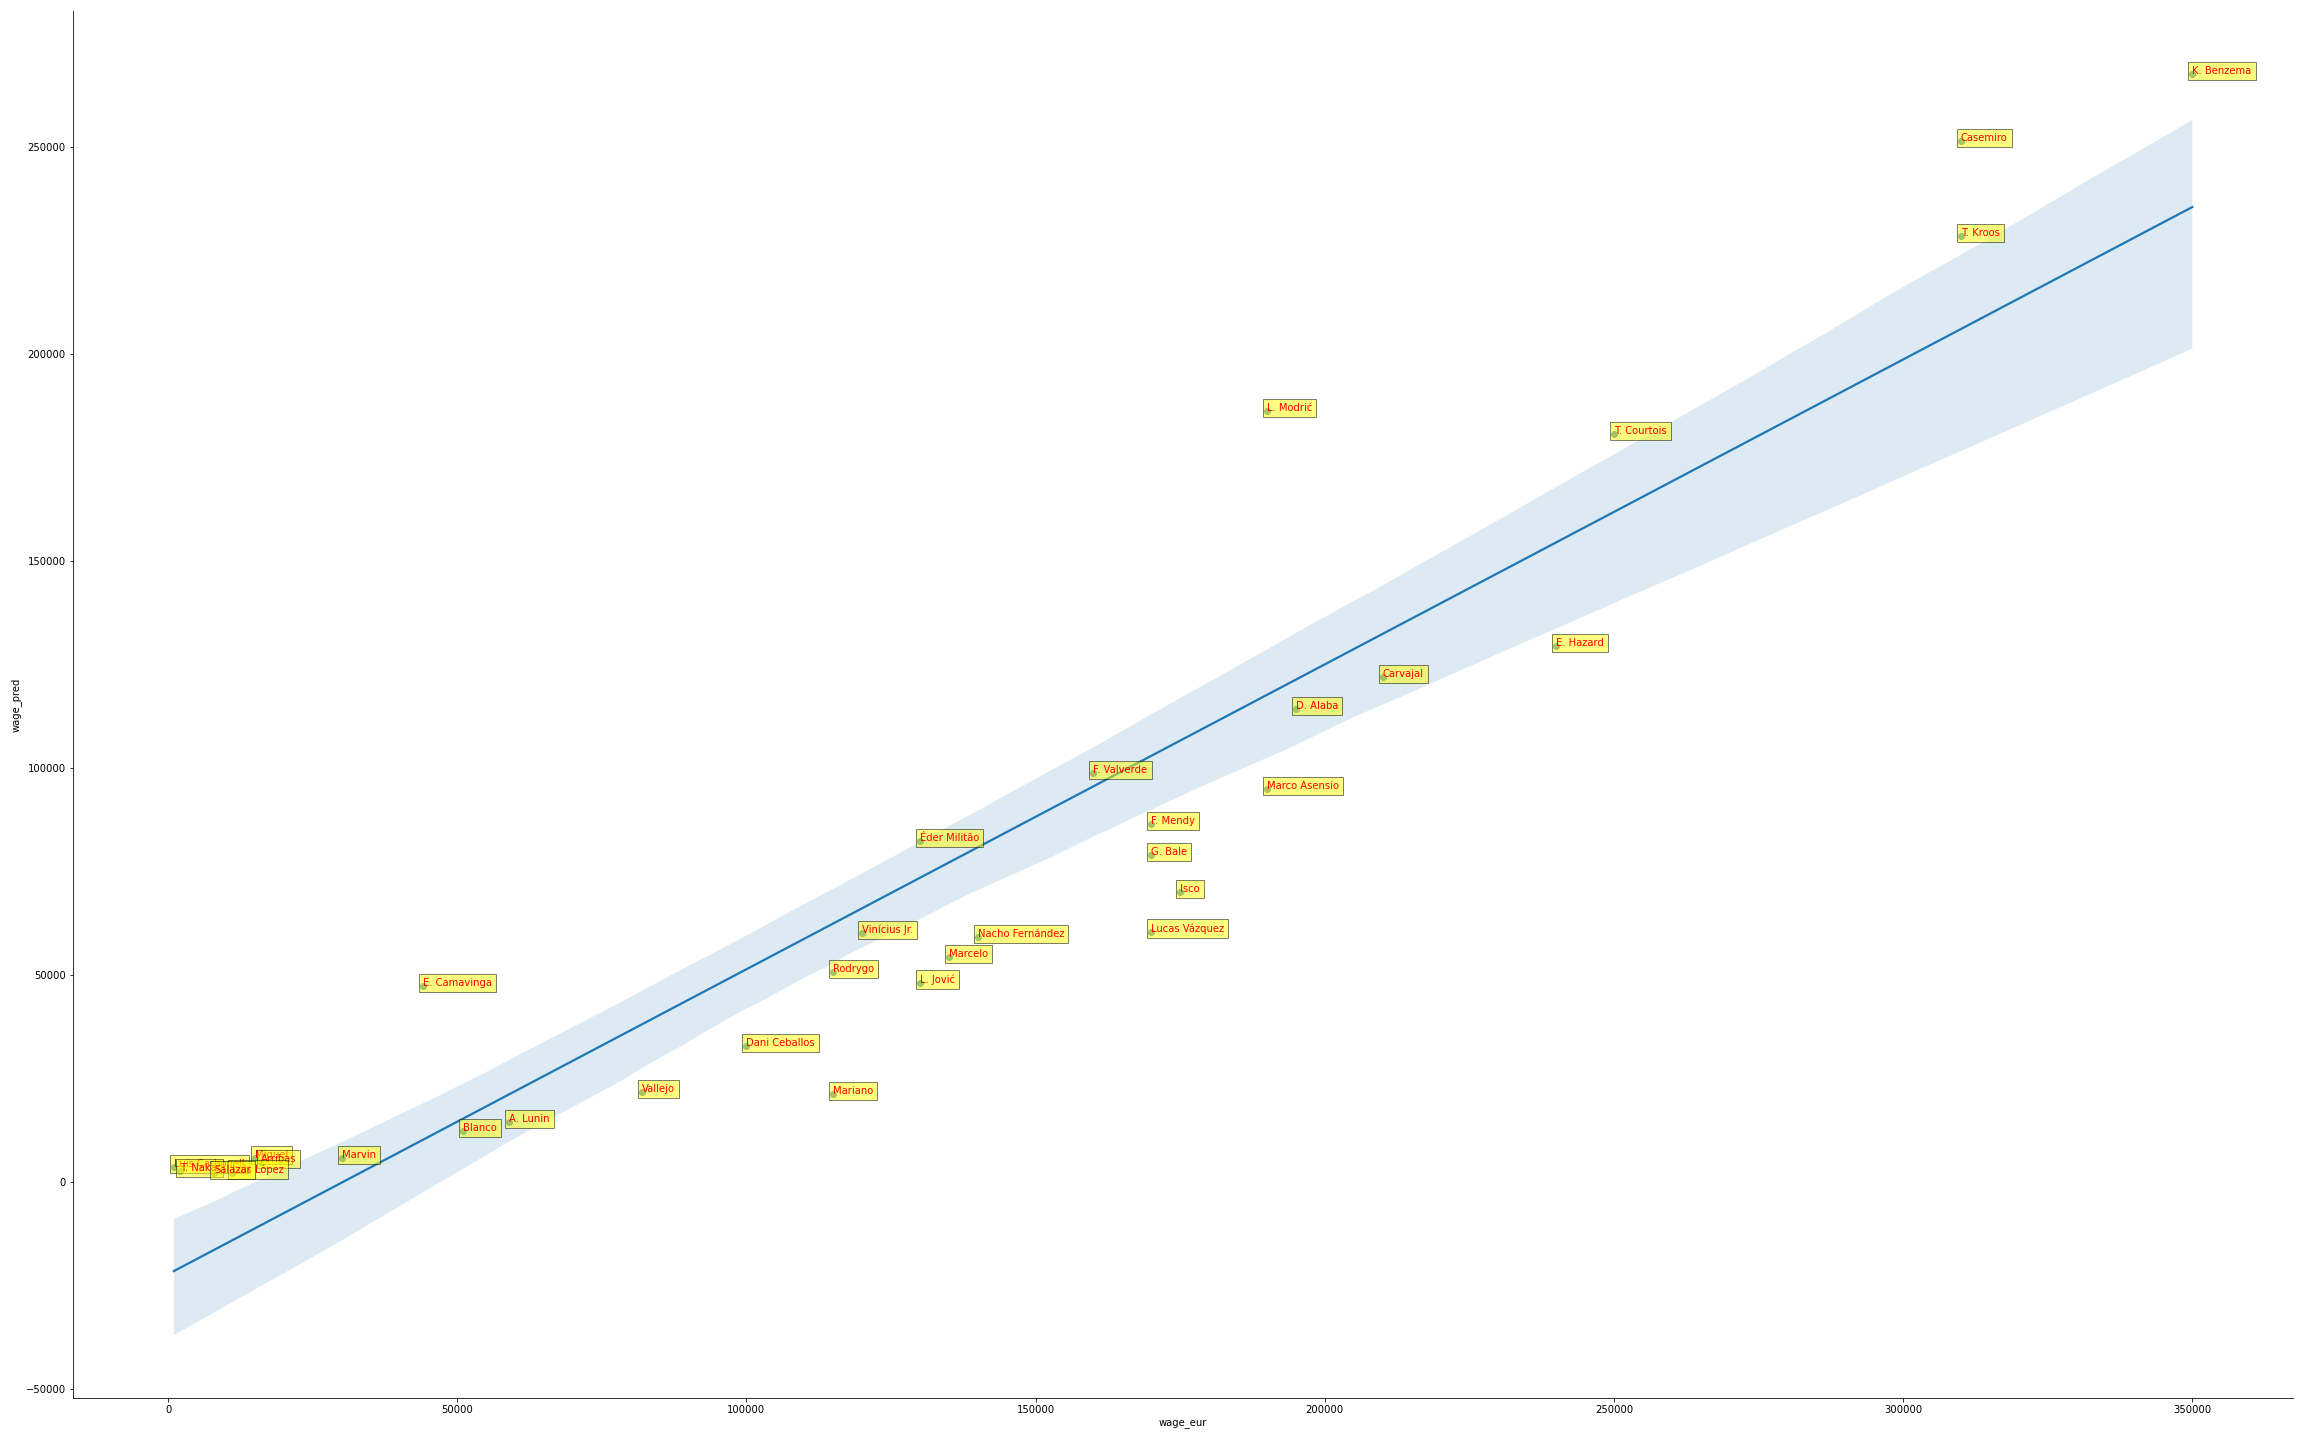 K. Benzema
Casemiro
250000
T. Kroos
200000
L. Modrić
T. Courtois
150000
E. Hazard
Carvajal
D. Alaba
wage_pred
100000
F. Valverde
Marco Asensio
F. Mendy
Éder Militão
G. Bale
Isco
Vinícius Jr.
Nacho Fernández
Lucas Vázquez
Marcelo
Rodrygo
L. Jović
50000
E. Camavinga
Dani Ceballos
Vallejo
Mariano
A. Lunin
Blanco
Miguel
Arribas
Marvin
T.
Salazar
López
0
−50000
0 50000 100000 150000 200000 250000 300000 350000
wage_eur